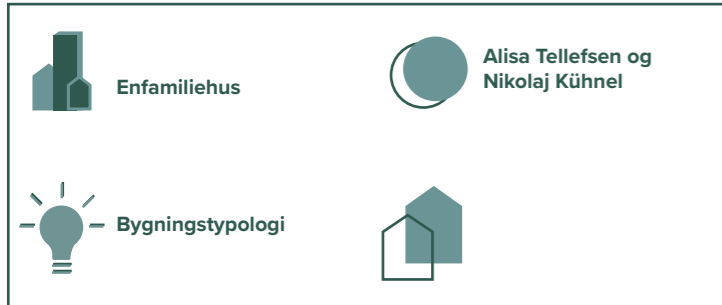 Enfamiliehus
Alisa Tellefsen og
Nikolaj Kühnel
Bygningstypologi